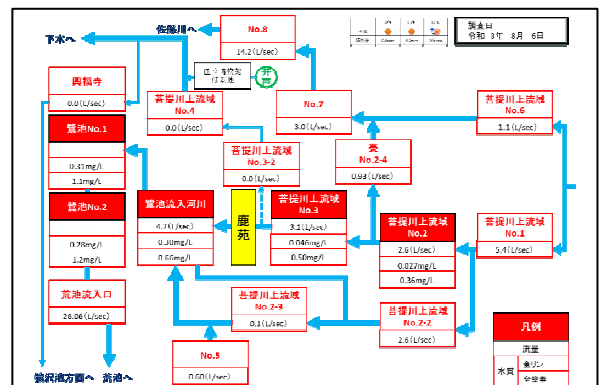 調査日
令和 3年 8月 6日
下水へ
佐保川へ
No.8
14.2(L/sec)
興福寺
0.0(L/sec)
菩提川上流域
No.4
0.0(L/sec)
No.7
3.0(L/sec)
菩提川上流域
No.6
1.1(L/sec)
鷺池No.1
0.31mg/L
1.1mg/L
菩提川上流域
No.3-2
0.0(L/sec)
No.2-4
0.93(L/sec)
鷺池No.2
0.28mg/L
1.2mg/L
鷺池流入河川
4.7(L/sec)
0.30mg/L
0.66mg/L
鹿苑
菩提川上流域
No.3
3.1(L/sec)
0.046mg/L
0.50mg/L
菩提川上流域
No.2
2.6(L/sec)
0.027mg/L
0.36mg/L
菩提川上流域
No.1
5.4(L/sec)
荒池流入口
26.06(L/sec)
菩提川上流域
No.2-3
0.1(L/sec)
菩提川上流域
No.2-2
2.6(L/sec)
No.5
0.60(L/sec)
猿沢池方面へ
荒池へ
凡例
流量
水質
全リン
全窒素